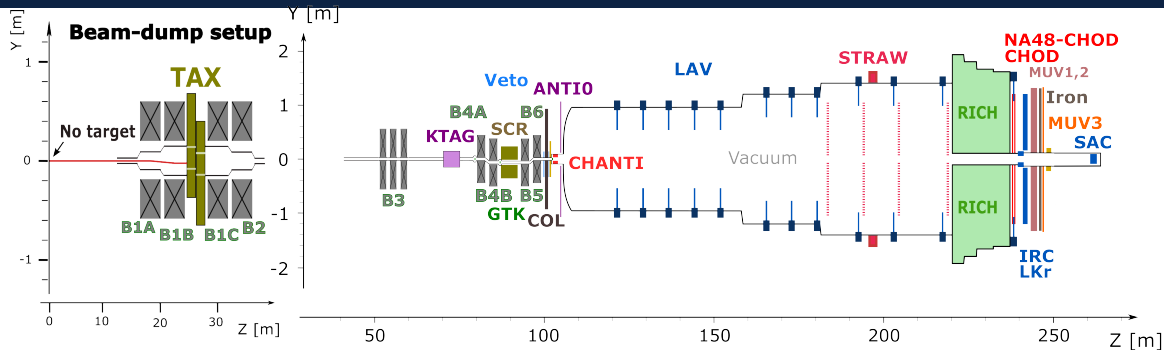 Beam-dump setup
Y [m]
1
0
-1
TAX
No target
B1A
B1B
B1C
B2
0
10
20
30
Z [m]
Y [m]
2
1
0
-1
-2
B3
KTAG
Veto
B4A
SCR
B6
ANTI0
B4B
B5
GTK
COL
CHANTI
LAV
Vacuum
STRAW
RICH
RICH
NA48-CHOD
CHOD
MUV1,2
Iron
MUV3
SAC
IRC
LKr
50
100
150
200
250
Z [m]